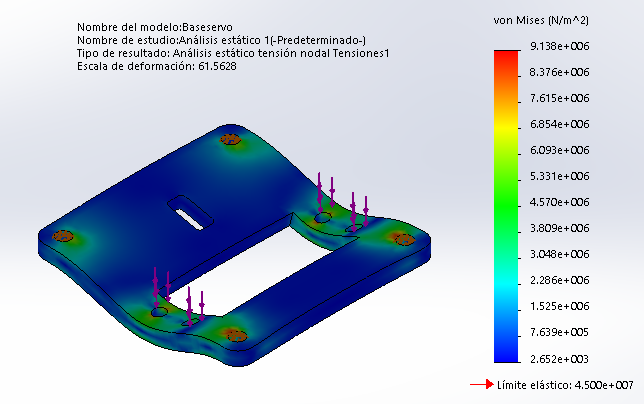 Nombre del modelo:Baseservo
Nombre de estudio:Análisis estático 1(-Predeterminado-)
Tipo de resultado: Análisis estático tensión nodal Tensiones1
Escala de deformación: 61.5628
von Mises (N/m^2)
9.138e+006
8.376e+006
7.615e+006
6.854e+006
6.093e+006
5.331e+006
4.570e+006
3.809e+006
3.048e+006
2.286e+006
1.525e+006
7.639e+005
2.652e+003
Límite elástico: 4.500e+007